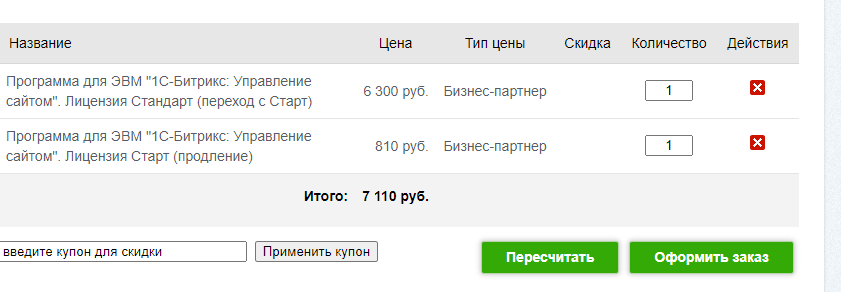 Название Цена Тип цены Скидка Количество Действия
Программа для ЭВМ "1С-Битрикс: Управление
сайтом". Лицензия Стандарт (переход с Старт) 6 300 руб. Бизнес-партнер 1
Программа для ЭВМ "1С-Битрикс: Управление
сайтом". Лицензия Старт (продление) 810 руб. Бизнес-партнер 1
Итого: 7 110 руб.
введите купон для скидки Применить купон Пересчитать Оформить заказ